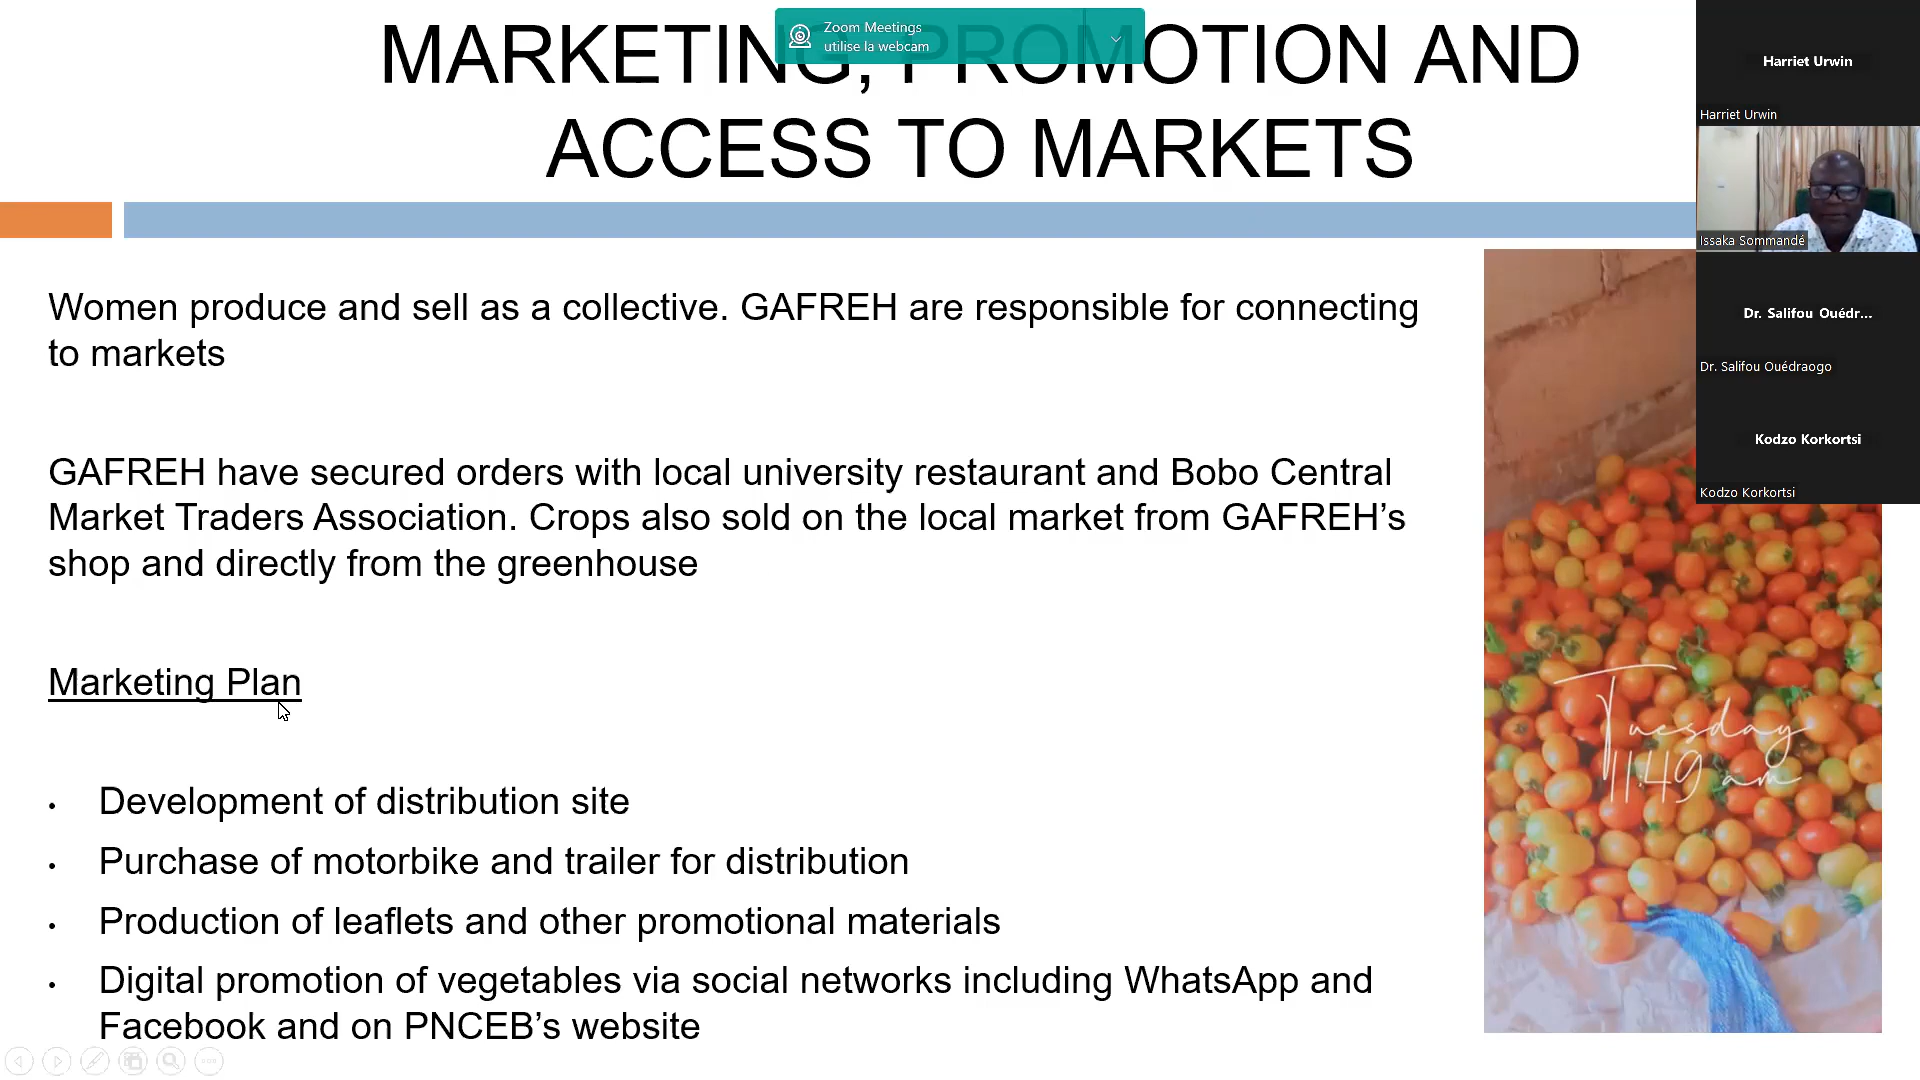 MARKETING, PROMOTION AND
ACCESS TO MARKETS
Zoom Meetings
utilise la webcam
Harriet Urwin
Harriet Urwin
Issaka Sommandé
Dr. Salifou Ouédr...
Dr. Salifou Ouédraogo
Kodzo Korkortsi
Kodzo Korkortsi
Women produce and sell as a collective. GAFREH are responsible for connecting
to markets
GAFREH have secured orders with local university restaurant and Bobo Central
Market Traders Association. Crops also sold on the local market from GAFREH’s
shop and directly from the greenhouse
Marketing Plan
• Development of distribution site
• Purchase of motorbike and trailer for distribution
• Production of leaflets and other promotional materials
• Digital promotion of vegetables via social networks including WhatsApp and
Facebook and on PNCEB’s website
Tuesday
11:49 am